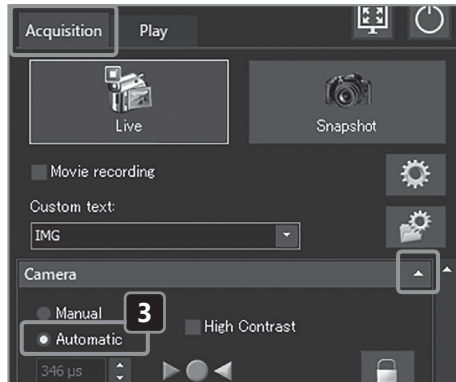 Acquisition Play
Live Snapshot
Movie recording
Custom text:
IMG
Camera
Manual
3
Automatic
High Contrast
346 µs